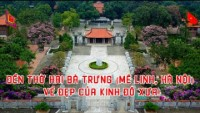 ĐỀN THỜ HAI BÀ TRƯNG (MÊ LINH, HÀ NỘI)
VẺ ĐẸP CỦA KINH ĐÔ XƯA!